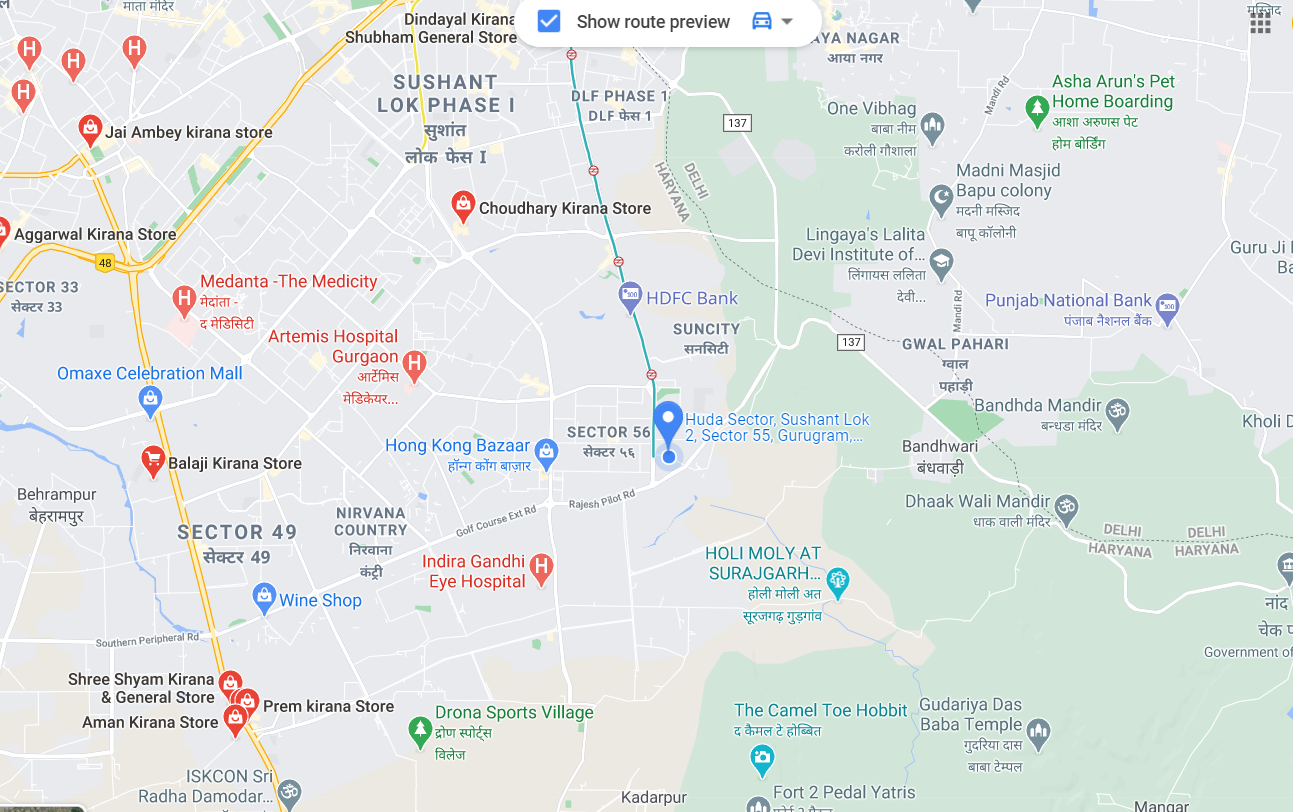 माता मंदिर
Dindayal Kirana
Shubham General Store
Show route preview
AYA NAGAR
आया नगर
मस्जिद
SUSHANT
LOK PHASE I
सुशांत
लोक फेस I
DLF PHASE 1
DLF फेस 1
137
Mandi Rd
Asha Arun's Pet
Home Boarding
आशा अरुणस पेट
होम बोर्डिंग
One Vibhag
बाबा नीम
करोली गौशाला
H
H
H
H
Jai Ambey kirana store
DELHI
HARYANA
Madni Masjid
Bapu colony
मदनी मस्जिद
बापू कॉलोनी
Choudhary Kirana Store
Aggarwal Kirana Store
48
Lingaya's Lalita
Devi Institute of...
लिंगायस ललिता
देवी...
Guru Ji
SECTOR 33
सेक्टर 33
Medanta -The Medicity
मेदांता -
द मेडिसिटी
H
HDFC Bank
Mandi Rd
Punjab National Bank
पंजाब नैशनल बैंक
SUNCITY
सनसिटी
Artemis Hospital
Gurgaon
आर्टेमिस
मेडिकेयर...
H
137
GWAL PAHARI
ग्वाल
पहाड़ी
Omaxe Celebration Mall
Bandhda Mandir
बन्धडा मंदिर
Kholi
Huda Sector, Sushant Lok
2, Sector 55, Gurugram,...
SECTOR 56
सेक्टर ५६
Hong Kong Bazaar
हॉन्ग कोंग बाज़ार
Bandhwari
बंधवाड़ी
Balaji Kirana Store
Behrampur
बेहरामपुर
Rajesh Pilot Rd
Golf Course Ext Rd
Dhaak Wali Mandir
धाक वाली मंदिर
NIRVANA
COUNTRY
निरवाना
कंट्री
SECTOR 49
सेक्टर 49
DELHI
HARYANA
DELHI
HARYANA
Indira Gandhi
Eye Hospital
H
HOLI MOLY AT
SURAJGARH...
होली मोली अत
सूरजगढ़ गुड़गांव
Wine Shop
नांद
चेक
Southern Peripheral Rd
Government of
Shree Shyam Kirana
& General Store
Prem kirana Store
Aman Kirana Store
Drona Sports Village
द्रोण स्पोर्ट्स
विलेज
The Camel Toe Hobbit
द कैमल टे होब्बित
Gudariya Das
Baba Temple
गुदरिया दास
बाबा टेम्पल
ISKCON Sri
Radha Damodar...
Kadarpur
Fort 2 Pedal Yatris
Mangar